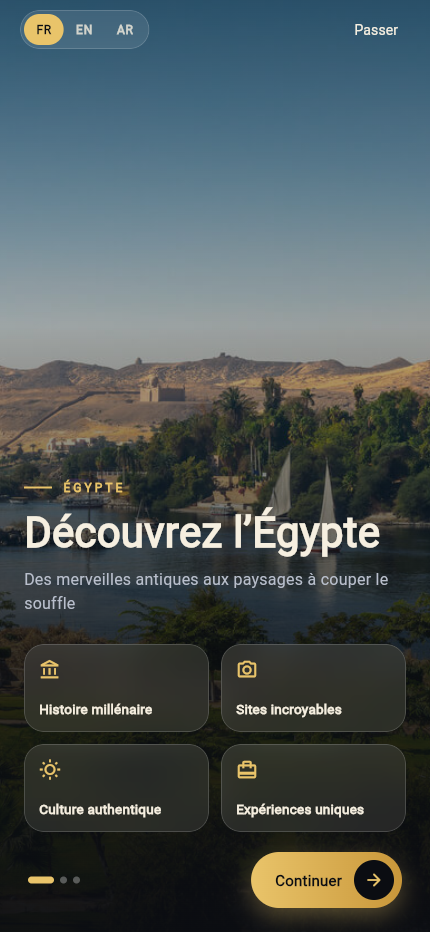 FR EN AR Passer
ÉGYPTE
Découvrez l’Égypte
Des merveilles antiques aux paysages à couper le
souffle
Histoire millénaire
Sites incroyables
Culture authentique
Expériences uniques
Continuer